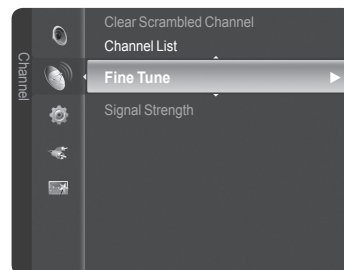 Channel
Clear Scrambled Channel
Channel List
Fine Tune
Signal Strength